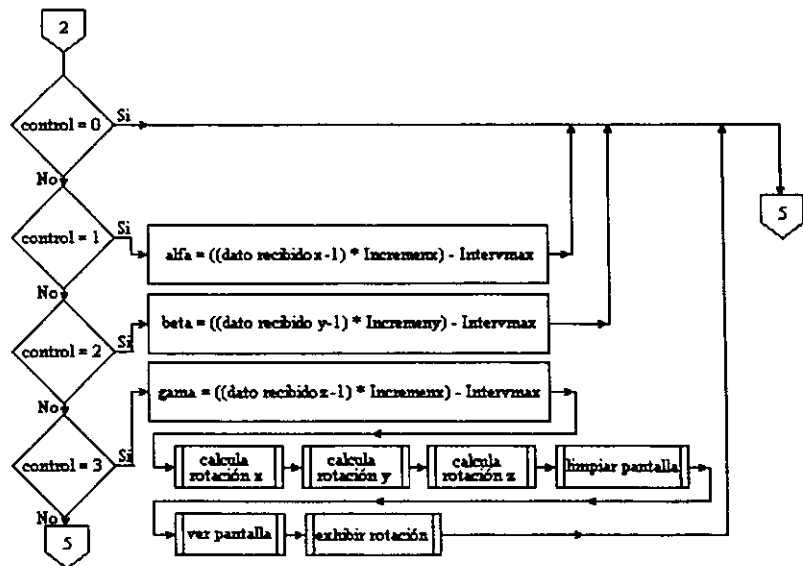 2
control = 0
Si
No
control = 1
Si
alfa = ((dato recibido x-1) * Incremenx) - Intervmax
5
No
control = 2
Si
beta = ((dato recibido y-1) * Incremeny) - Intervmax
No
gama = ((dato recibido x-1) * Incremenx) - Intervmax
control = 3
Si
calcula
rotación x
calcula
rotación y
calcula
rotación z
limpiar pantalla
No
5
ver pantalla
exhibir rotación